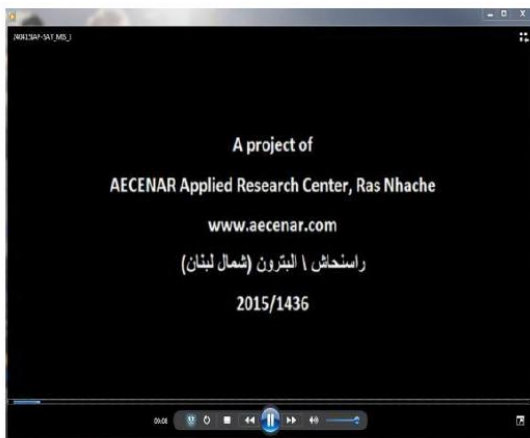 A project of
AECENAR Applied Research Center, Ras Nhache
www.aecenar.com
راسنحاش \ البترون (شمال لبنان)
2015/1436